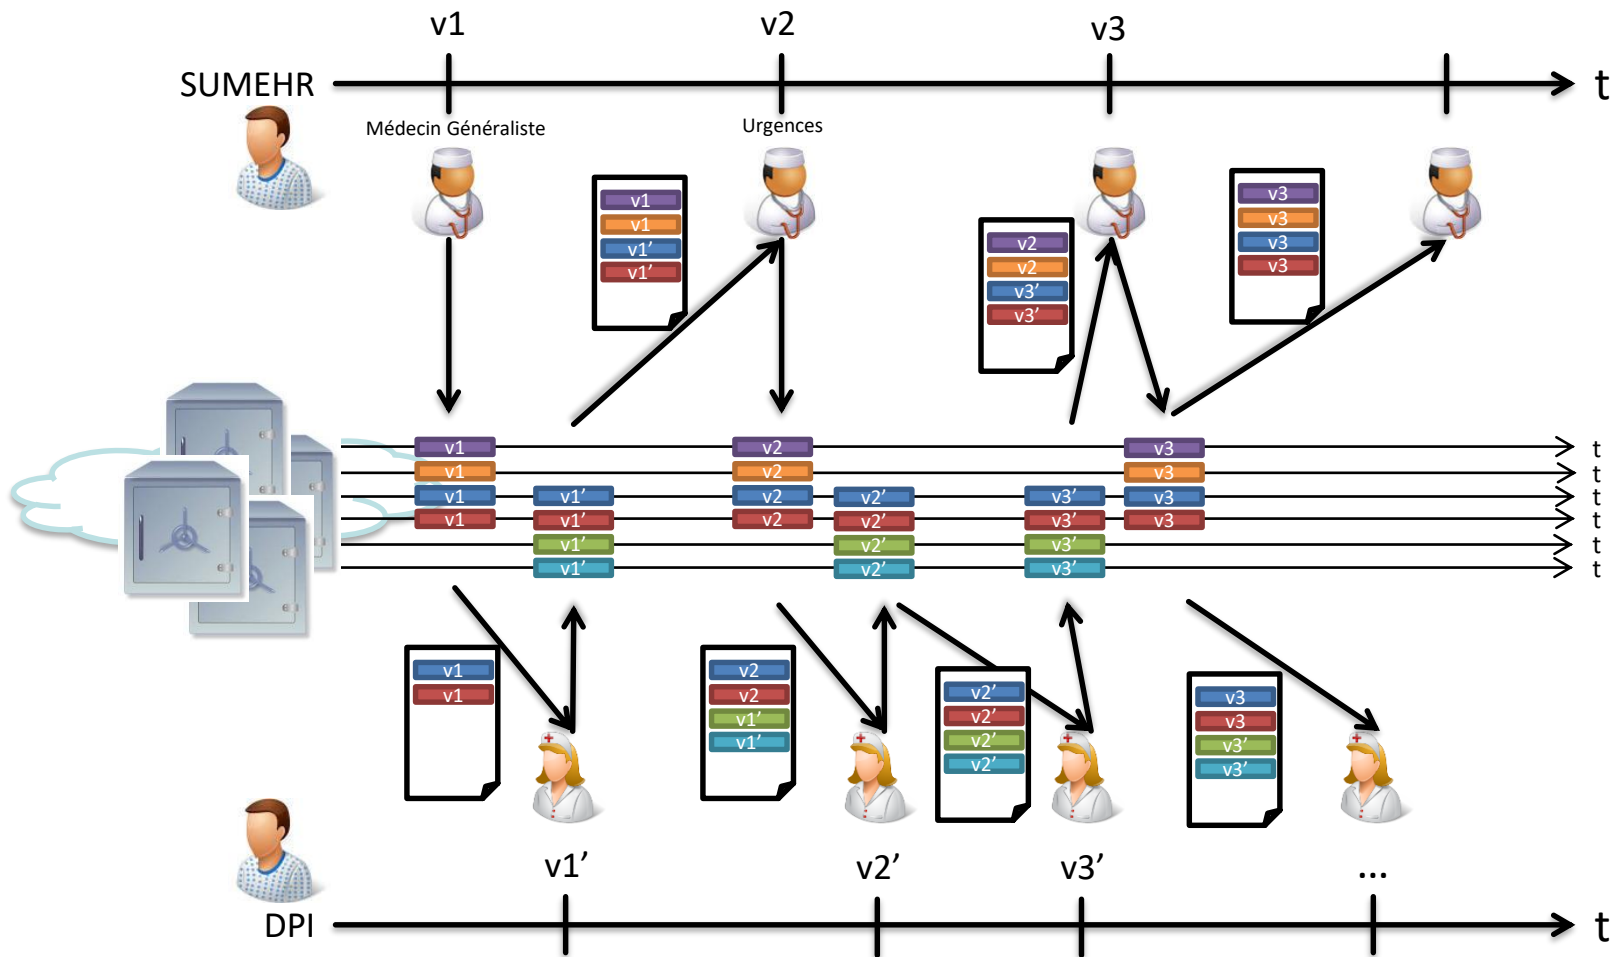 v1 v2 v3
SUMEHR t
Médecin Généraliste Urgences
v1
v1
v1’
v1’
v2
v2
v3’
v3’
v3
v3
v3
v3
v1 v2 v3 t
v1 v2 v3 t
v1 v1’ v2 v2’ v3’ v3 t
v1 v1’ v2 v2’ v3’ v3 t
v1’ v2’ v3’ t
v1’ v2’ v3’ t
v1
v1
v2
v2
v1’
v1’
v2’
v2’
v2’
v2’
v3
v3
v3’
v3’
v1’ v2’ v3’ ...
DPI t